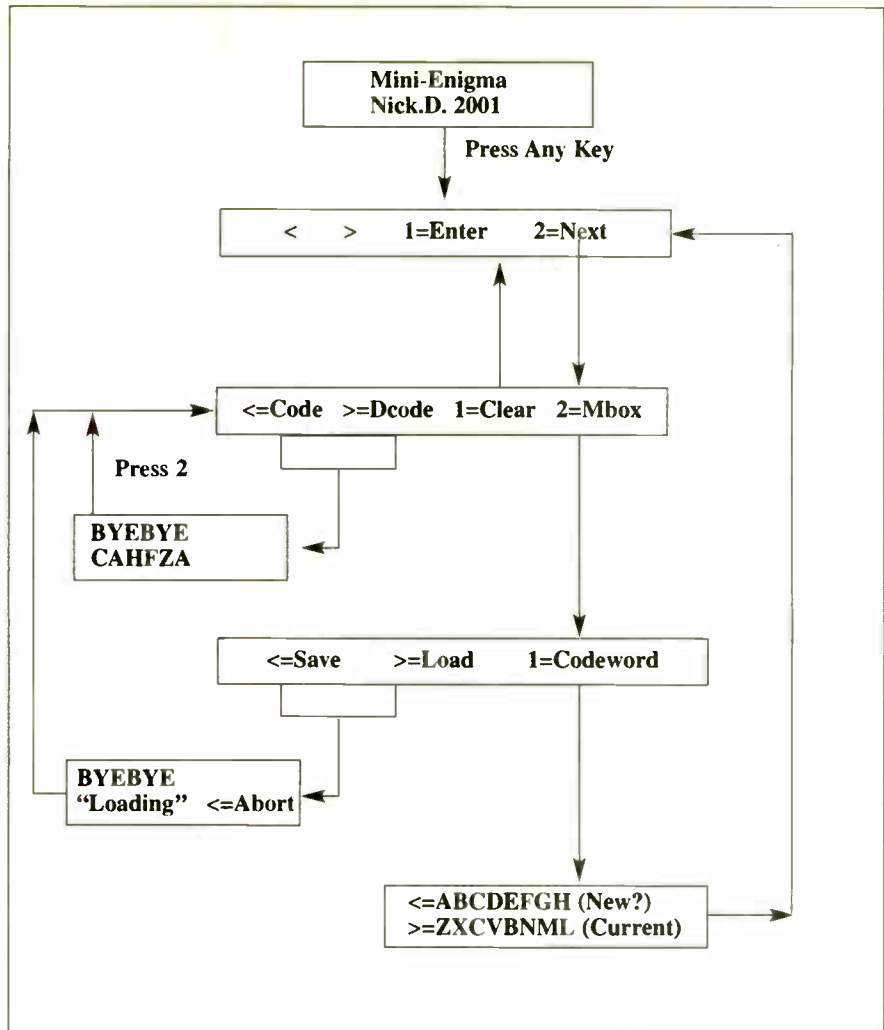 Mini-Enigma
Nick.D. 2001
Press Any Key
< > 1=Enter 2=Next
<=Code >=Dcode 1=Clear 2=Mbox
Press 2
BYEBYE
CAHFZA
<=Save >=Load 1=Codeword
BYEBYE
“Loading” <=Abort
<=ABCDEFGH (New?)
>=ZXCVBNML (Current)